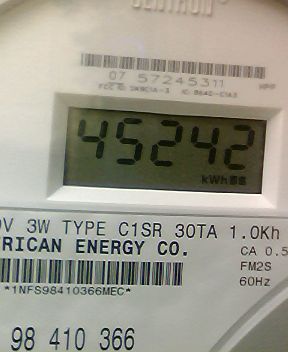 CENTRON
07 57245311
45242
kWh
3W TYPE C1SR 30TA 1.0Kh
RICAN ENERGY CO.
CA 0.5
FM2S
60Hz
*1NFS98410366MEC*
98 410 366